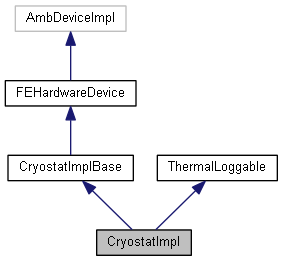 AmbDeviceImpl
FEHardwareDevice
CryostatImplBase
ThermalLoggable
CryostatImpl